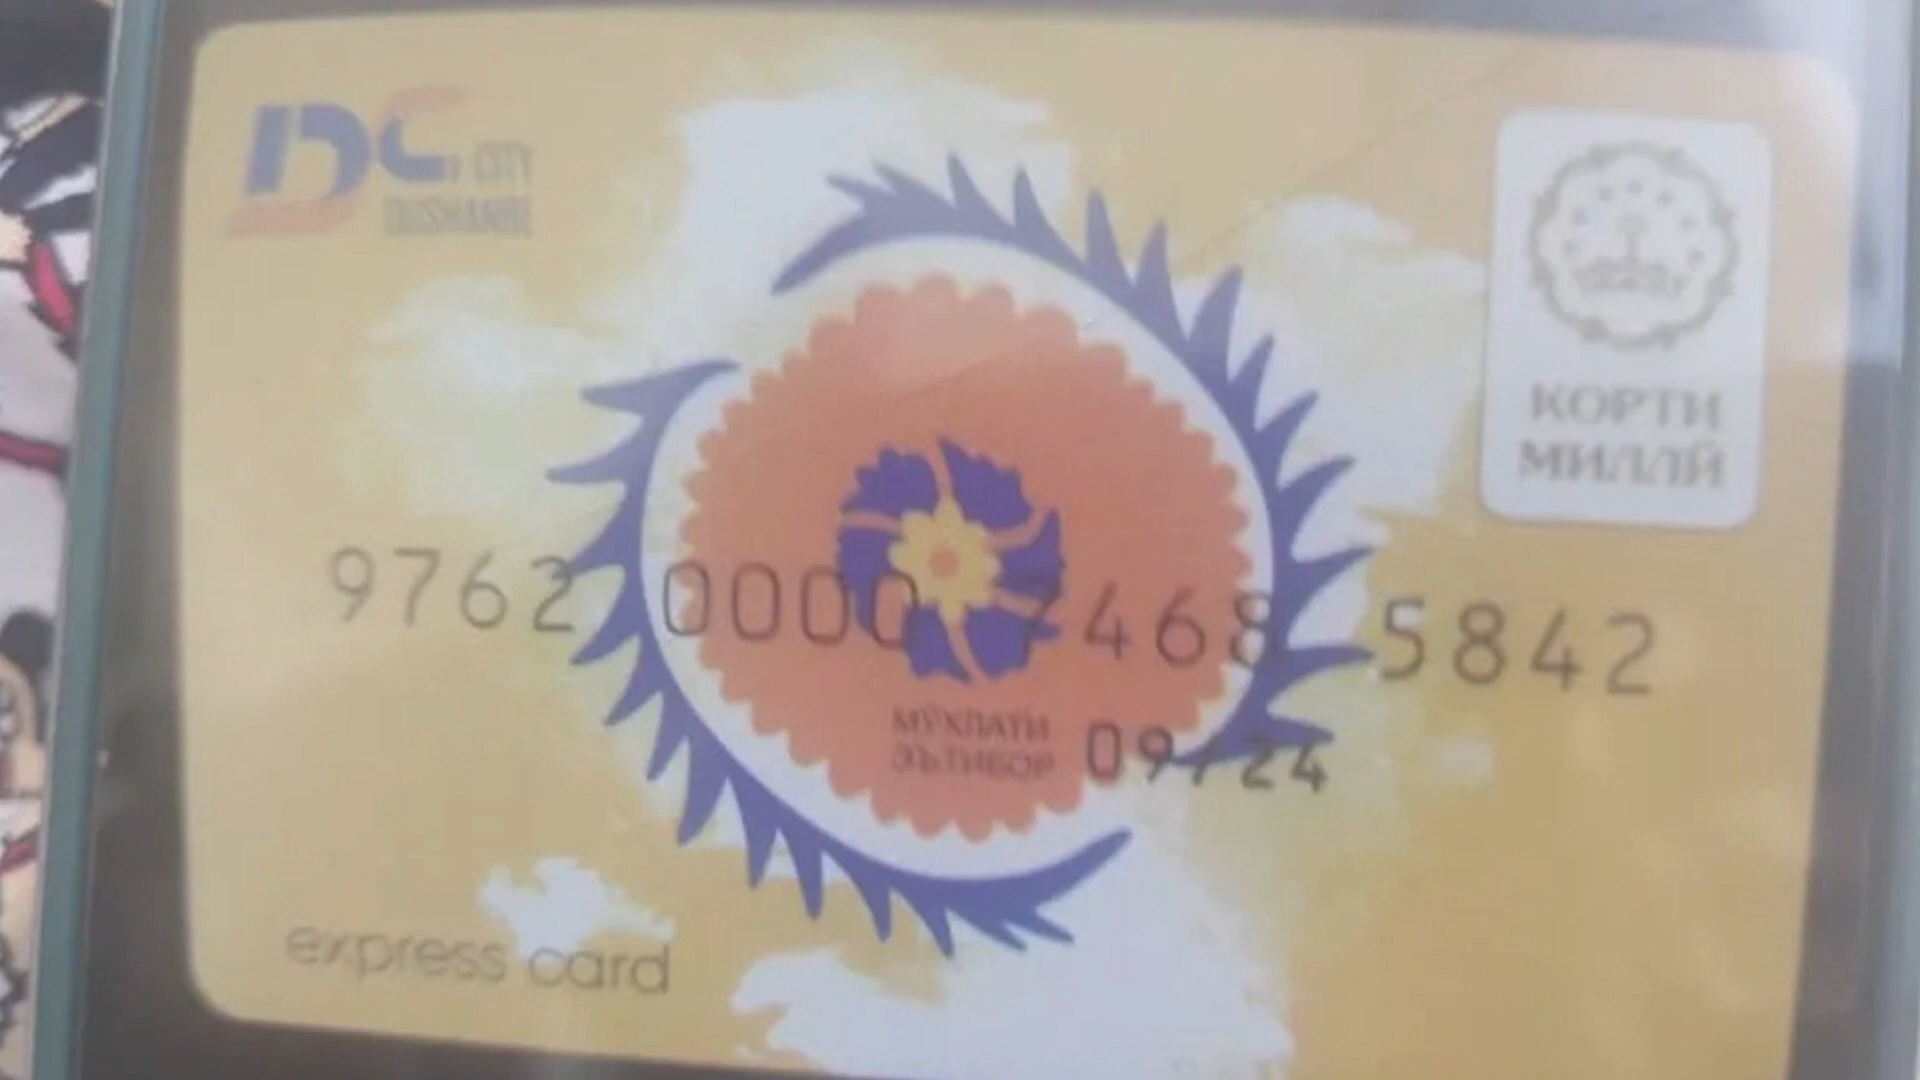 DC, CITY
DUSHANBE
КОРТИ
МИЛЛӢ
9762 0000 7468 5842
МӮҲЛАТИ
ЭЪТИБОР 09/24
express card